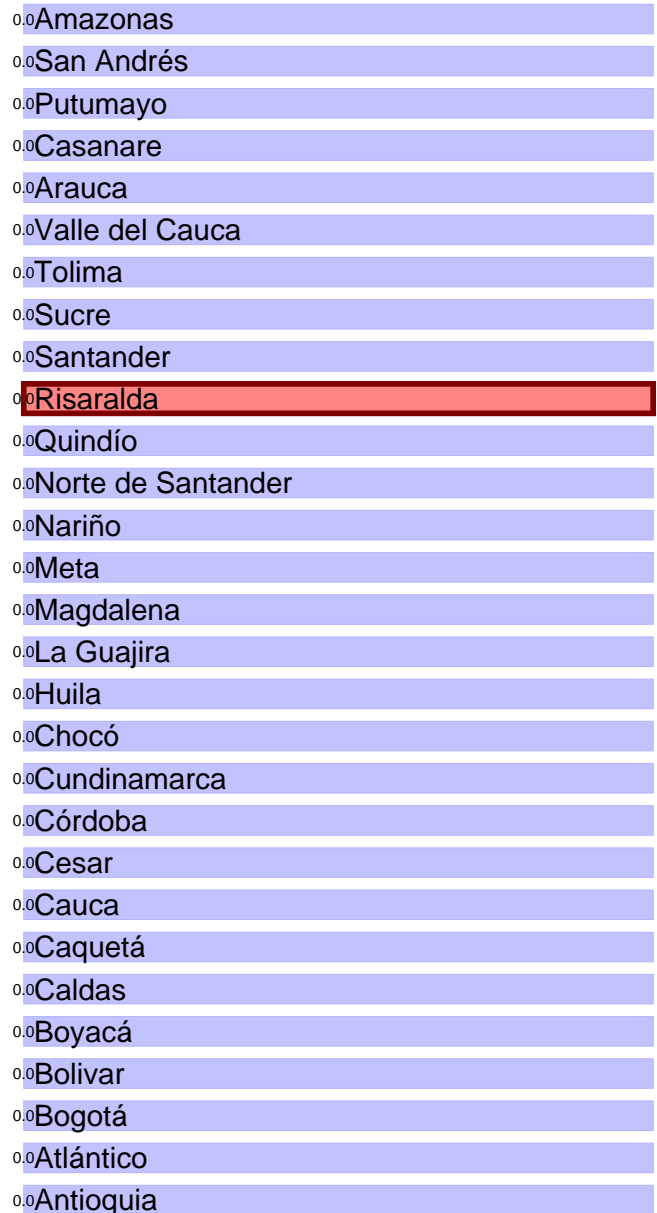 0.0Amazonas
0.0San Andrés
0.0Putumayo
0.0Casanare
0.0Arauca
0.0Valle del Cauca
0.0Tolima
0.0Sucre
0.0Santander
0.0Risaralda
0.0Quindío
0.0Norte de Santander
0.0Nariño
0.0Meta
0.0Magdalena
0.0La Guajira
0.0Huila
0.0Chocó
0.0Cundinamarca
0.0Córdoba
0.0Cesar
0.0Cauca
0.0Caquetá
0.0Caldas
0.0Boyacá
0.0Bolivar
0.0Bogotá
0.0Atlántico
0.0Antioquia